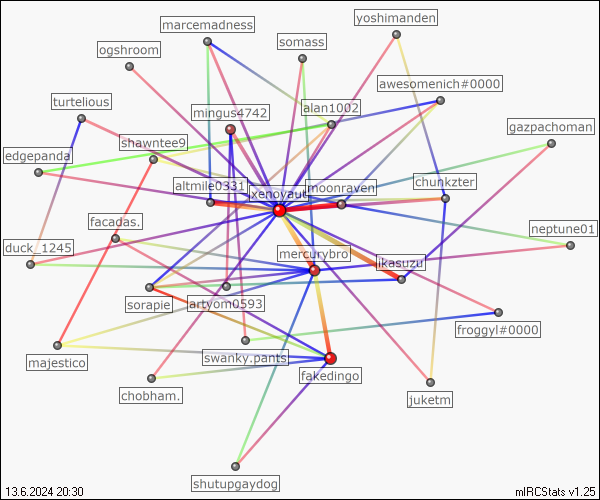 marcemadness
yoshimanden
ogshroom
somass
awesomenich#0000
turtelious
mingus4742
alan1002
gazpachoman
shawntee9
edgepanda
altmile0331
xenoyaut
moonraven
chunkzter
facadas.
neptune01
duck_1245
mercurybro
ikasuzu
sorapie
artyom0593
froggyl#0000
majestico
swanky.pants
fakedingo
chobham.
juketm
shutupgaydog
13.6.2024 20:30
mIRCStats v1.25